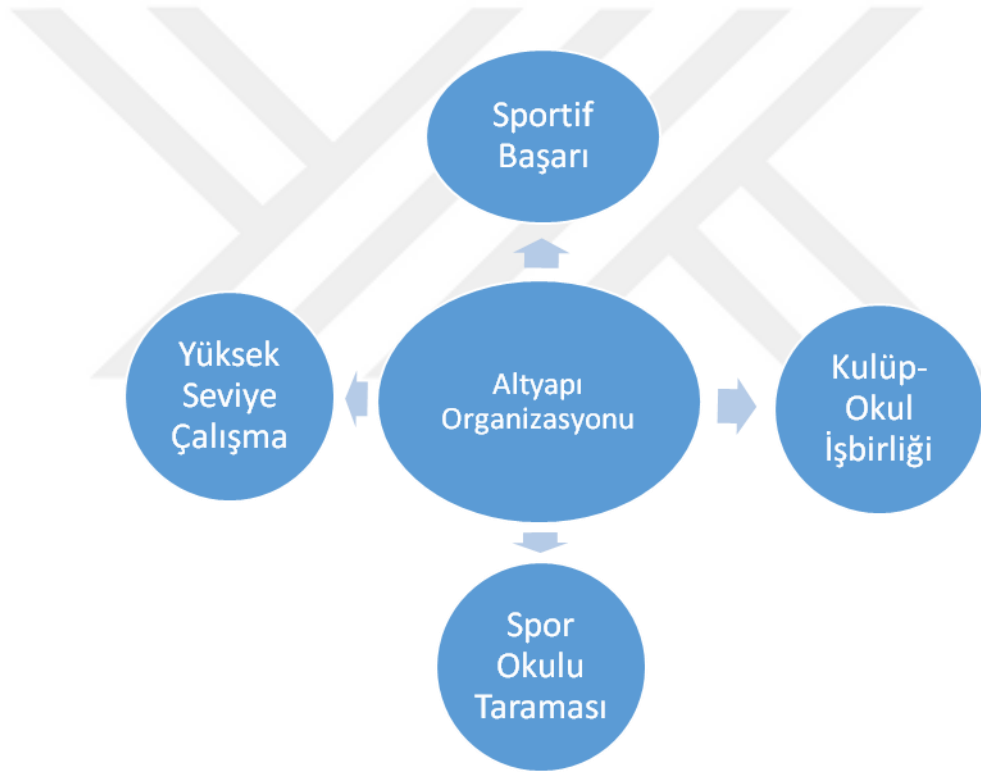 Sportif
Başarı
Yüksek
Seviye
Çalışma
Altyapı
Organizasyonu
Kulüp-
Okul
İşbirliği
Spor
Okulu
Taraması